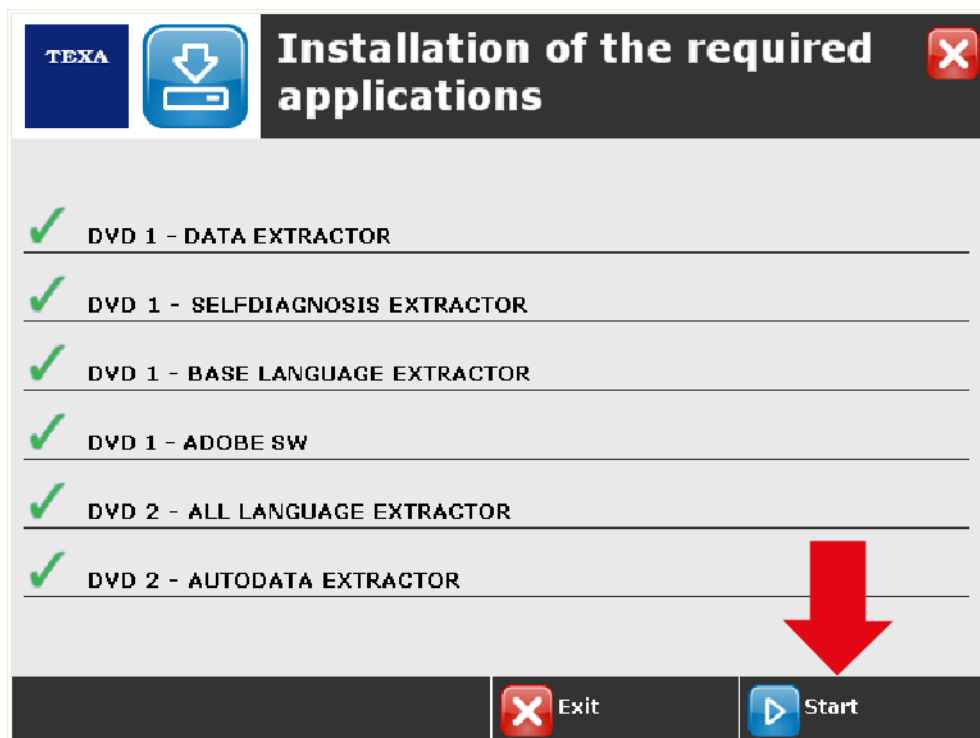 TEXA
Installation of the required
applications
DVD 1 - DATA EXTRACTOR
DVD 1 - SELFDIAGNOSIS EXTRACTOR
DVD 1 - BASE LANGUAGE EXTRACTOR
DVD 1 - ADOBE SW
DVD 2 - ALL LANGUAGE EXTRACTOR
DVD 2 - AUTODATA EXTRACTOR
Exit
Start